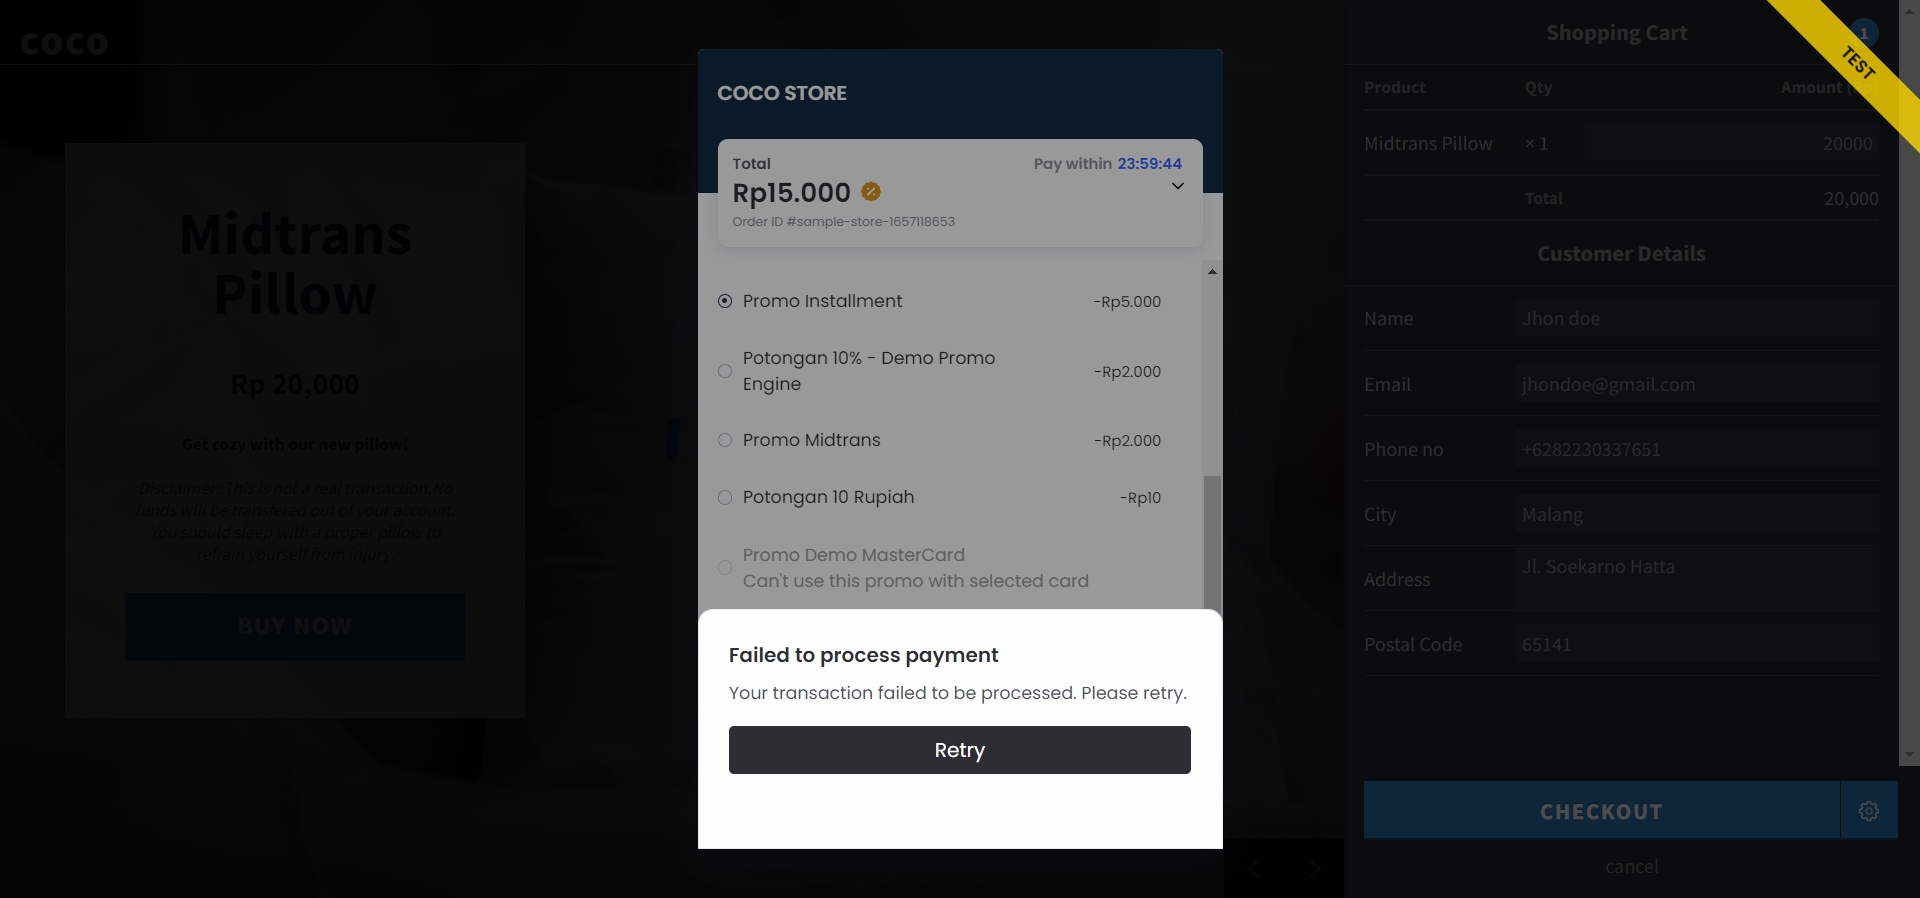 coco
Midtrans
Pillow
Rp 20,000
Get cozy with our new pillow!
Disclaimer: This is not a real transaction.No
funds will be transfered out of your account.
You should sleep with a proper pillow to
refrain yourself from injury.
BUY NOW
COCO STORE
Total
Pay within 23:59:44
Rp15.000
Order ID #sample-store-1657118653
Promo Installment -Rp5.000
Potongan 10% - Demo Promo
Engine
-Rp2.000
Promo Midtrans -Rp2.000
Potongan 10 Rupiah -Rp10
Promo Demo MasterCard
Can't use this promo with selected card
Failed to process payment
Your transaction failed to be processed. Please retry.
Retry
Shopping Cart 1
TEST
Product Qty Amount
Midtrans Pillow × 1 20000
Total 20,000
Customer Details
Name Jhon doe
Email jhondoe@gmail.com
Phone no +6282230337651
City Malang
Address Jl. Soekarno Hatta
Postal Code 65141
CHECKOUT
cancel